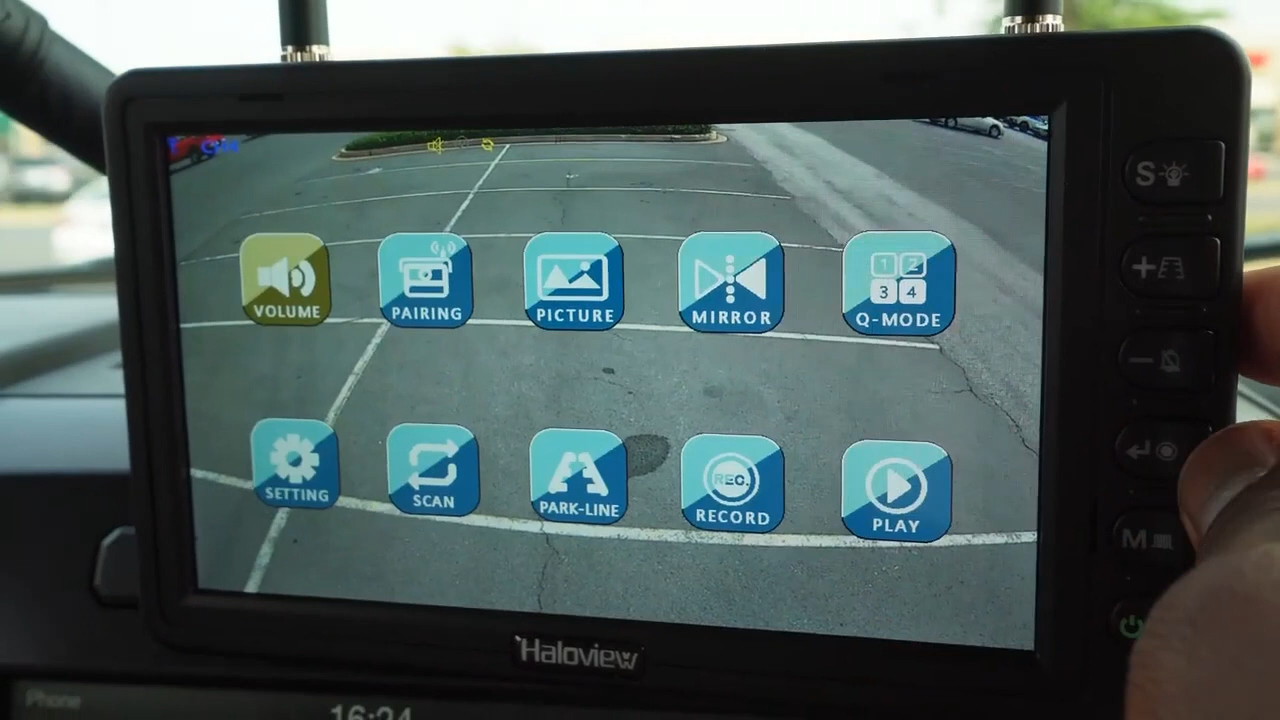 CH4
S
VOLUME
PAIRING
PICTURE
MIRROR
1 2
3 4
Q-MODE
SETTING
SCAN
PARK-LINE
REC.
RECORD
PLAY
M
Haloview
Phone
16:24